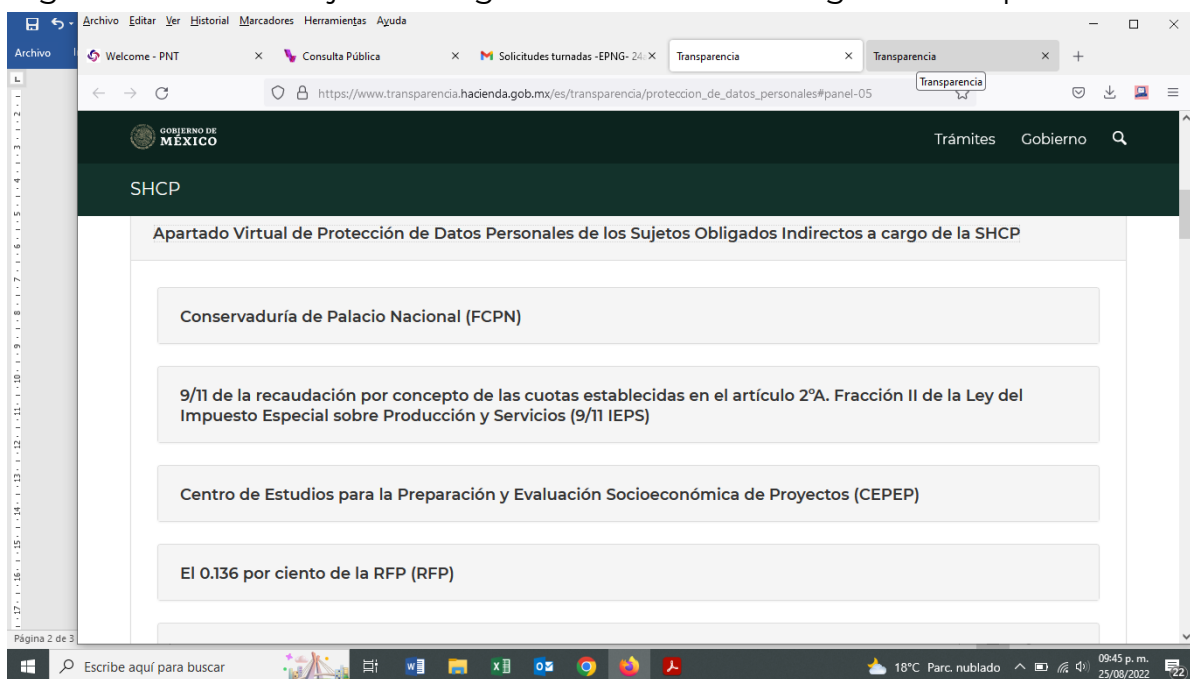 Archivo Editar Ver Historial Marcadores Herramientas Ayuda
Archivo
Welcome - PNT
Consulta Pública
Solicitudes turnadas -EPNG- 24
Transparencia
Transparencia
Transparencia
https://www.transparencia.hacienda.gob.mx/es/transparencia/proteccion_de_datos_personales#panel-05
GOBIERNO DE
MÉXICO
Trámites Gobierno
SHCP
Apartado Virtual de Protección de Datos Personales de los Sujetos Obligados Indirectos a cargo de la SHCP
Conservaduría de Palacio Nacional (FCPN)
9/11 de la recaudación por concepto de las cuotas establecidas en el artículo 2ºA. Fracción II de la Ley del
Impuesto Especial sobre Producción y Servicios (9/11 IEPS)
Centro de Estudios para la Preparación y Evaluación Socioeconómica de Proyectos (CEPEP)
El 0.136 por ciento de la RFP (RFP)
Página 2 de 3
Escribe aquí para buscar
18°C Parc. nublado
09:45 p. m.
25/08/2022
22